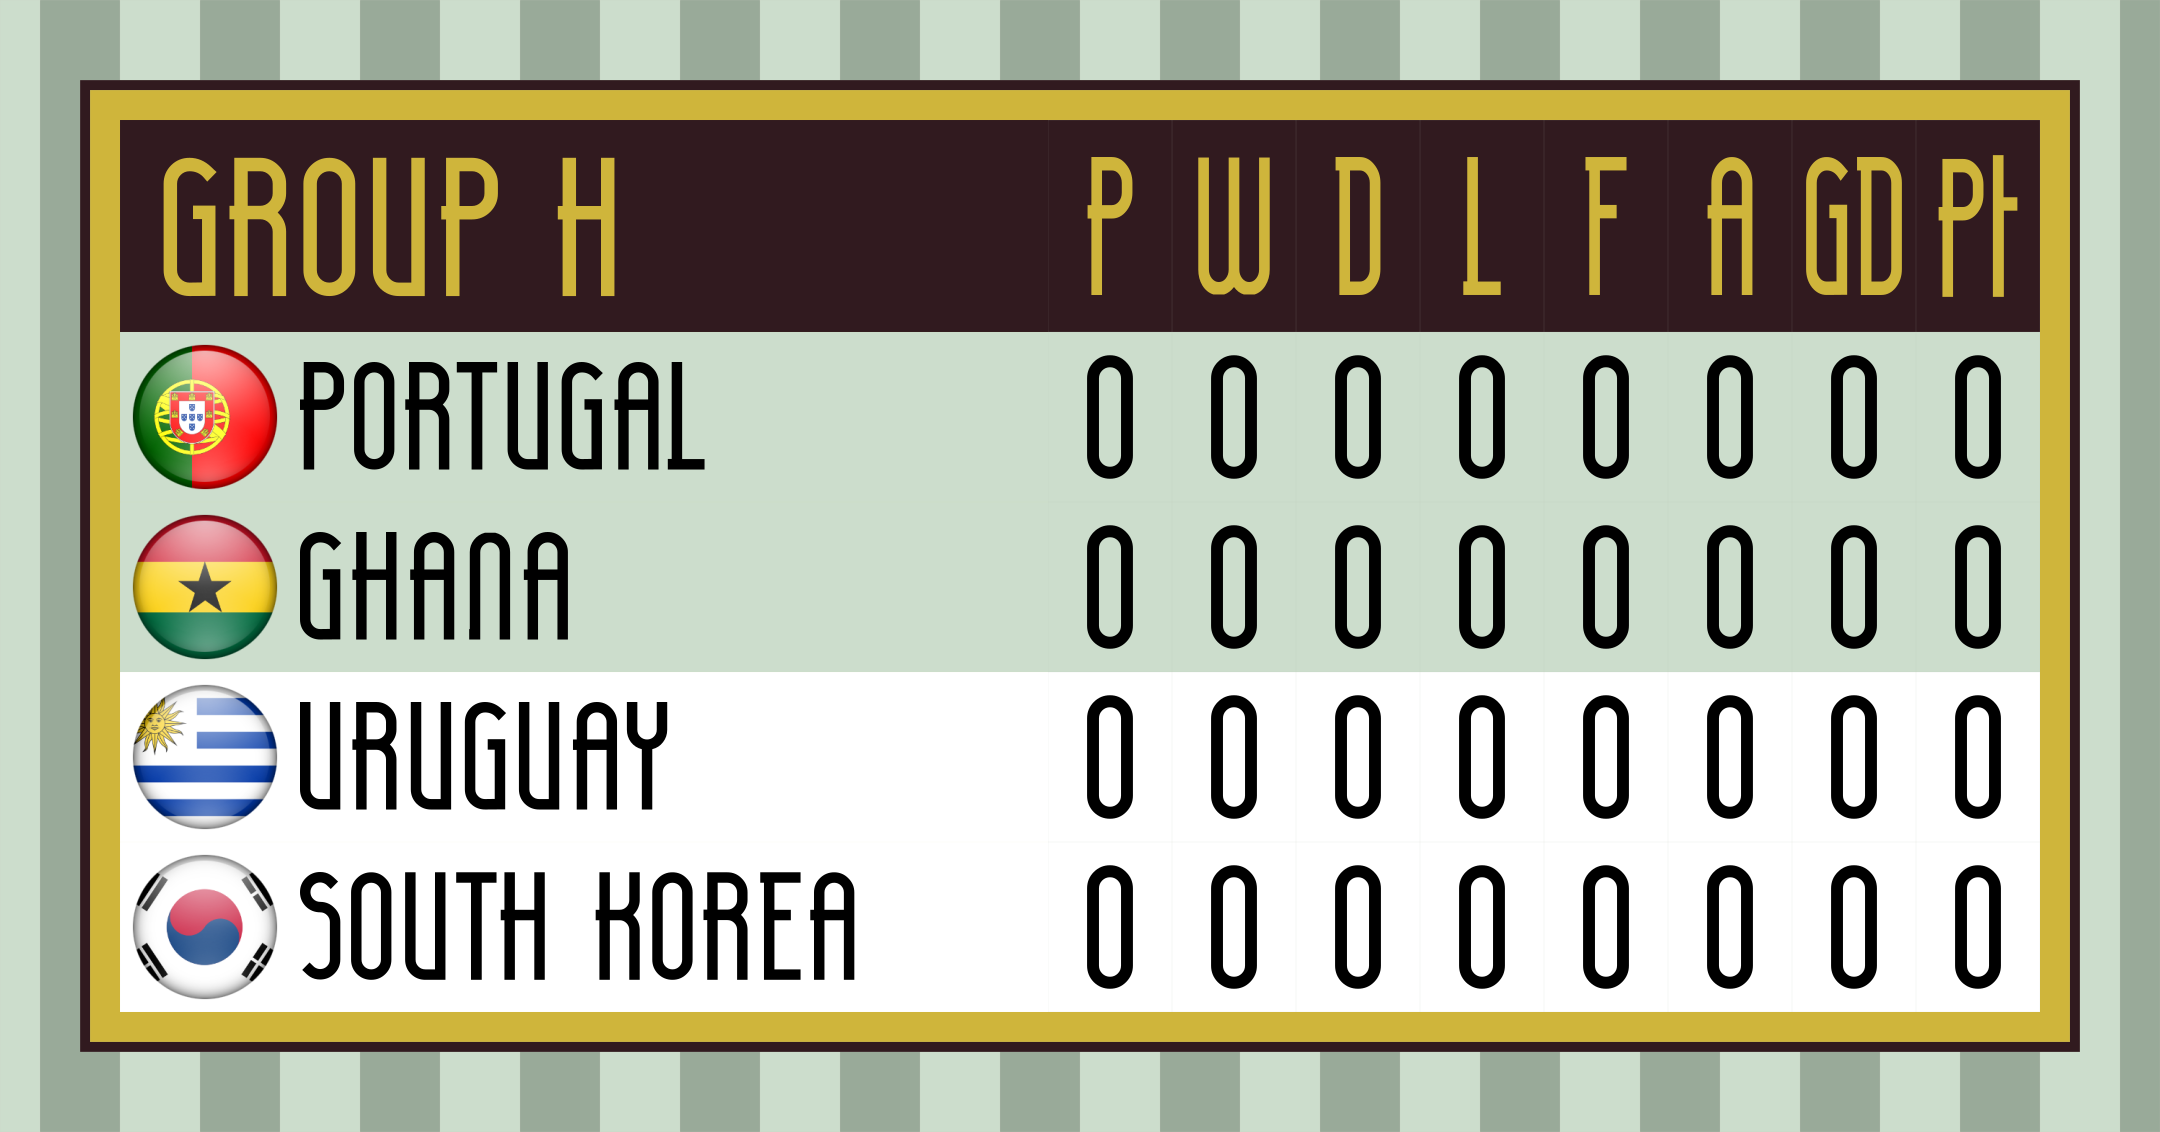 GROUP H P W D L F A GD Pt
PORTUGAL 0 0 0 0 0 0 0 0
GHANA 0 0 0 0 0 0 0 0
URUGUAY 0 0 0 0 0 0 0 0
SOUTH KOREA 0 0 0 0 0 0 0 0